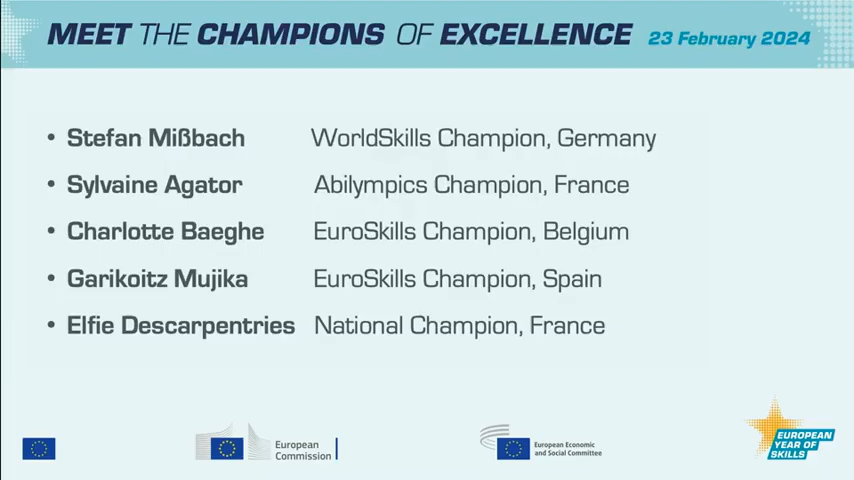 MEET THE CHAMPIONS OF EXCELLENCE 23 February 2024
• Stefan Mißbach WorldSkills Champion, Germany
• Sylvaine Agator Abilympics Champion, France
• Charlotte Baeghe EuroSkills Champion, Belgium
• Garikoitz Mujika EuroSkills Champion, Spain
• Elfie Descarpentries National Champion, France
European
Commission
European Economic
and Social Committee
EUROPEAN
YEAR OF
SKILLS